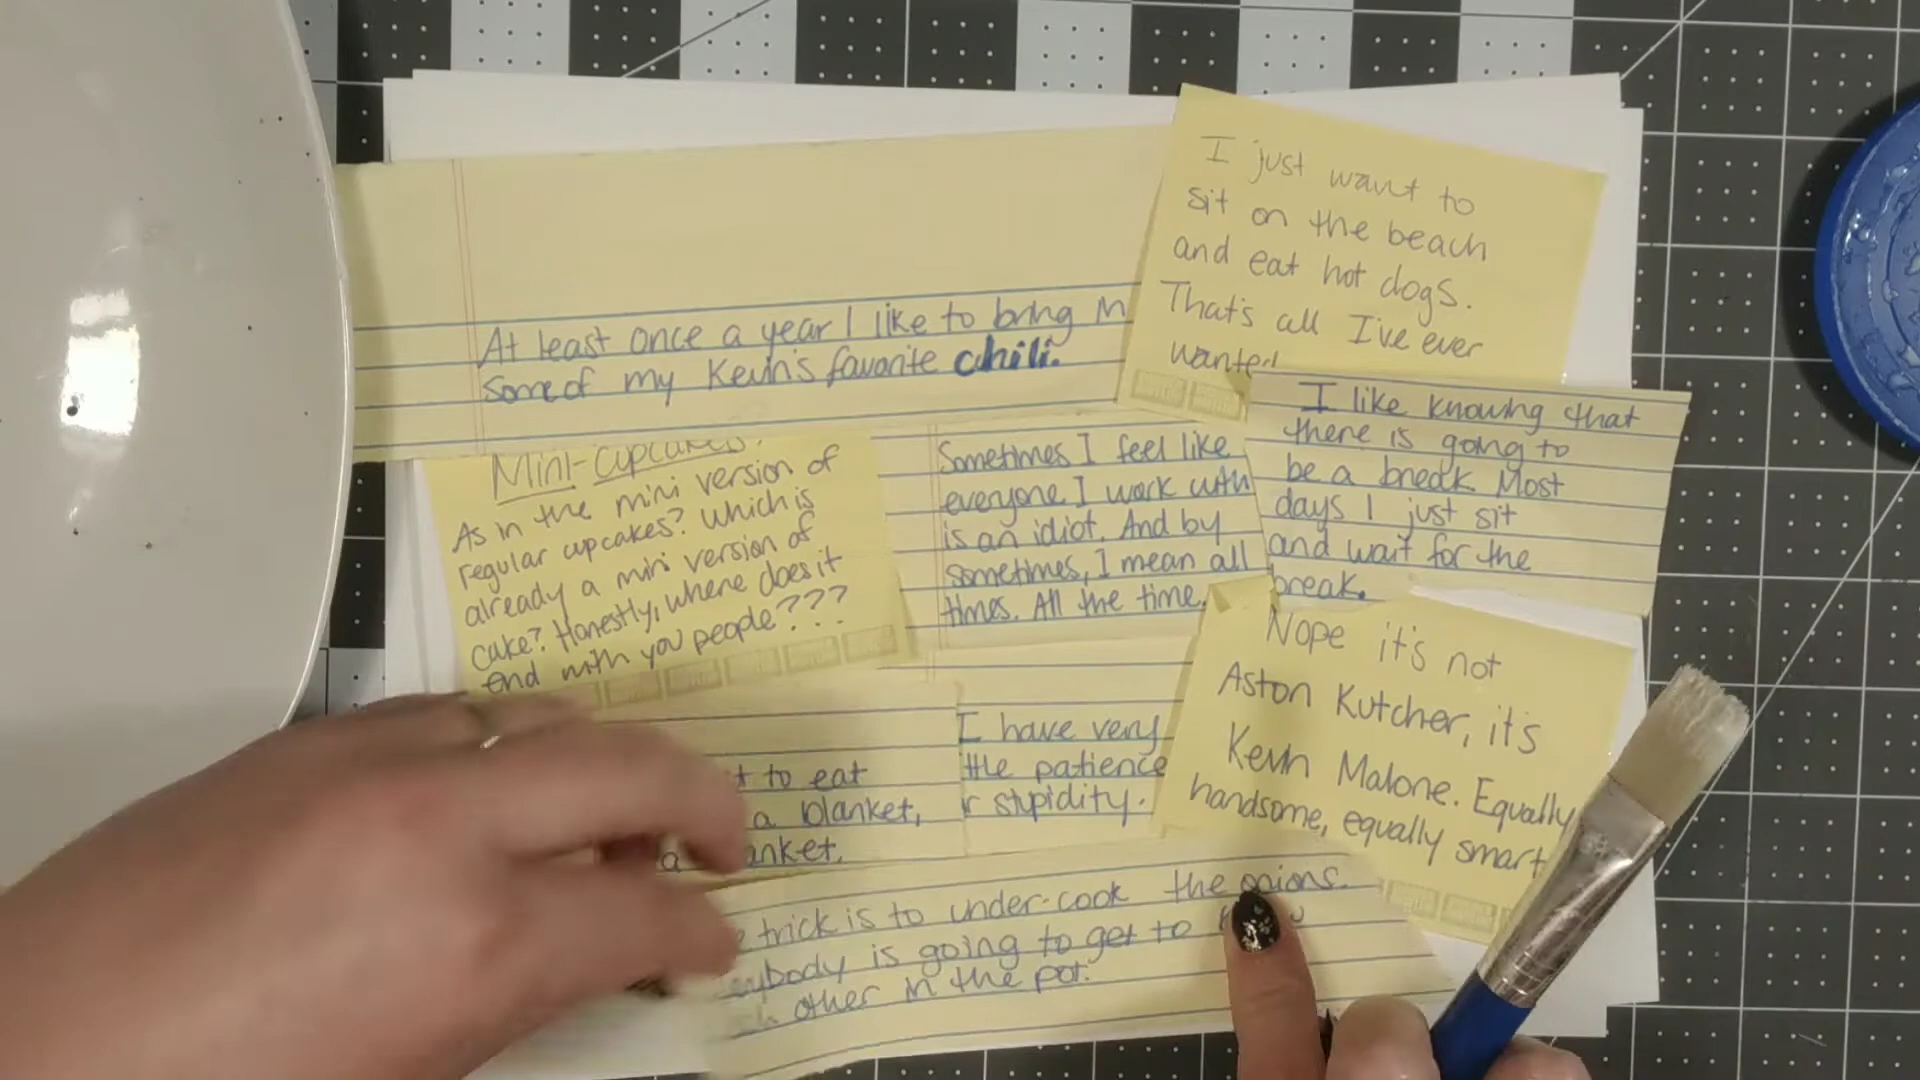 At least once a year I like to bring
some of my Kevin's favorite chili.
I just want to
sit on the beach
and eat hot dogs.
That's all I've ever
wanted
Mini-Cupcakes?
As in the mini version of
regular cupcakes? Which is
already a mini version of
cake? Honestly, where does it
end with you people???
Sometimes I feel like
everyone I work with
is an idiot. And by
sometimes, I mean all
times. All the time.
I like knowing that
there is going to
be a break. Most
days I just sit
and wait for the
break.
Nope it's not
Aston Kutcher, it's
Kevin Malone. Equally
handsome, equally smart
to eat
a blanket,
I have very
patience
stupidity.
trick is to under-cook the onions.
is going to get to
other in the pot.